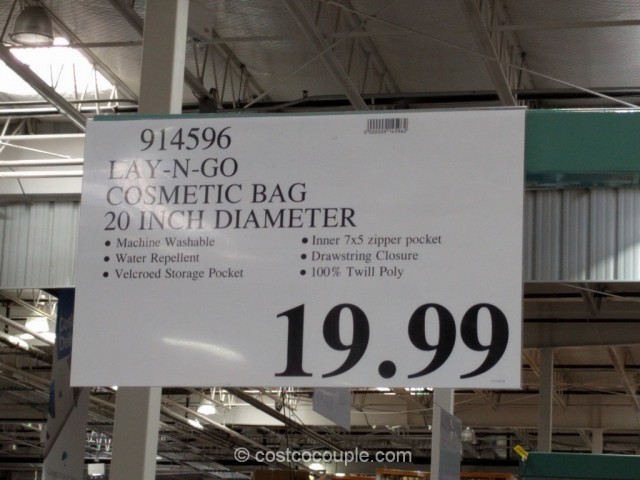 914596
LAY-N-GO
COSMETIC BAG
20 INCH DIAMETER
• Machine Washable
• Water Repellent
• Velcroed Storage Pocket
• Inner 7x5 zipper pocket
• Drawstring Closure
• 100% Twill Poly
19.99
© costcocouple.com